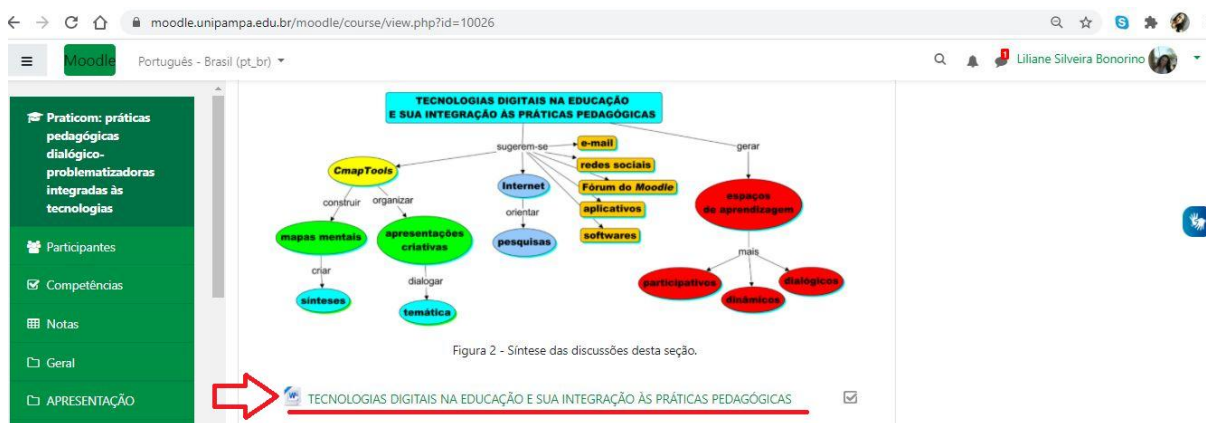 moodle.unipampa.edu.br/moodle/course/view.php?id=10026
Moodle
Português - Brasil (pt_br)
1
Liliane Silveira Bonorino
Praticom: práticas
pedagógicas
dialógico-
problematizadoras
integradas às
tecnologias
Participantes
Competências
Notas
Geral
APRESENTAÇÃO
TECNOLOGIAS DIGITAIS NA EDUCAÇÃO
E SUA INTEGRAÇÃO ÀS PRÁTICAS PEDAGÓGICAS
sugerem-se
gerar
CmapTools
construir
organizar
mapas mentais
apresentações
criativas
criar
dialogar
sínteses
temática
Internet
orientar
pesquisas
e-mail
redes sociais
Fórum do Moodle
aplicativos
softwares
espaços
de aprendizagem
mais
participativos
dinâmicos
dialógicos
Figura 2 - Síntese das discussões desta seção.
TECNOLOGIAS DIGITAIS NA EDUCAÇÃO E SUA INTEGRAÇÃO ÀS PRÁTICAS PEDAGÓGICAS